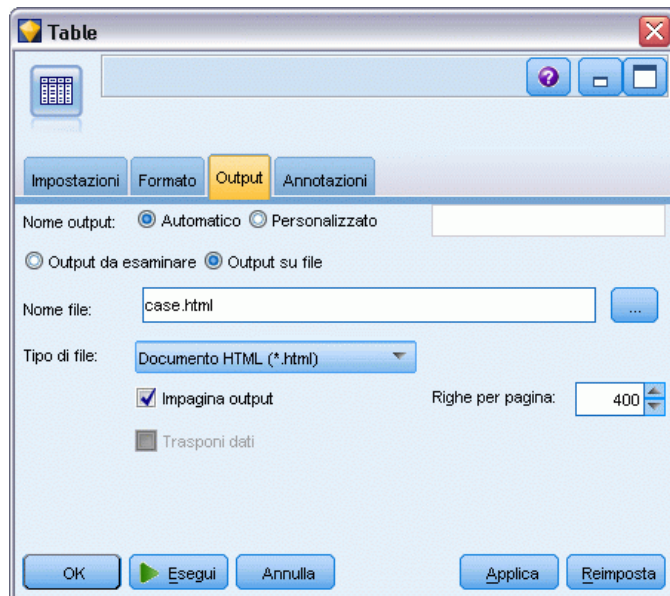 Table
Impostazioni Formato Output Annotazioni
Nome output: Automatico Personalizzato
Output da esaminare Output su file
Nome file: case.html ...
Tipo di file: Documento HTML (*.html)
Impagina output Righe per pagina: 400
Trasponi dati
OK Esegui Annulla Applica Reimposta